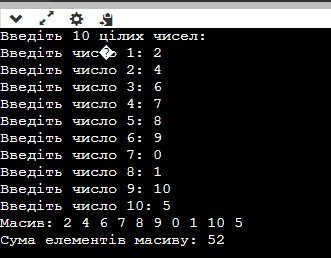 Введіть 10 цілих чисел:
Введіть чис�о 1: 2
Введіть число 2: 4
Введіть число 3: 6
Введіть число 4: 7
Введіть число 5: 8
Введіть число 6: 9
Введіть число 7: 0
Введіть число 8: 1
Введіть число 9: 10
Введіть число 10: 5
Масив: 2 4 6 7 8 9 0 1 10 5
Сума елементів масиву: 52